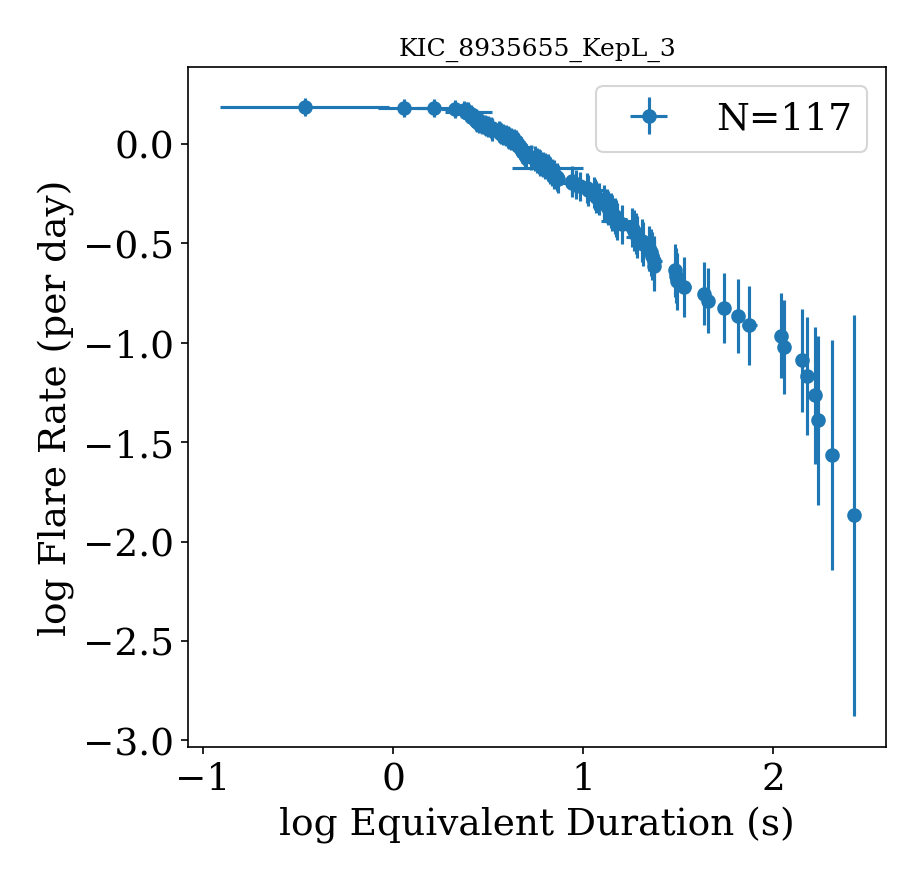 KIC_8935655_KepL_3
N=117
0.0
−0.5
−1.0
−1.5
−2.0
−2.5
−3.0
log Flare Rate (per day)
−1 0 1 2
log Equivalent Duration (s)